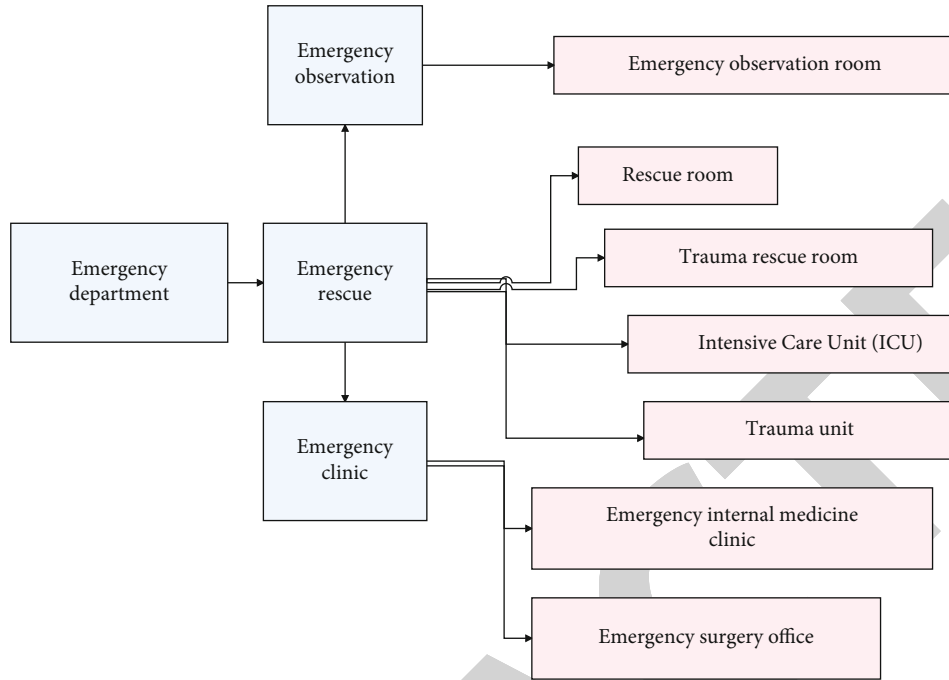 Emergency
observation
Emergency observation room
Rescue room
Emergency
department
Emergency
rescue
Trauma rescue room
Intensive Care Unit (ICU)
Emergency
clinic
Trauma unit
Emergency internal medicine
clinic
Emergency surgery office